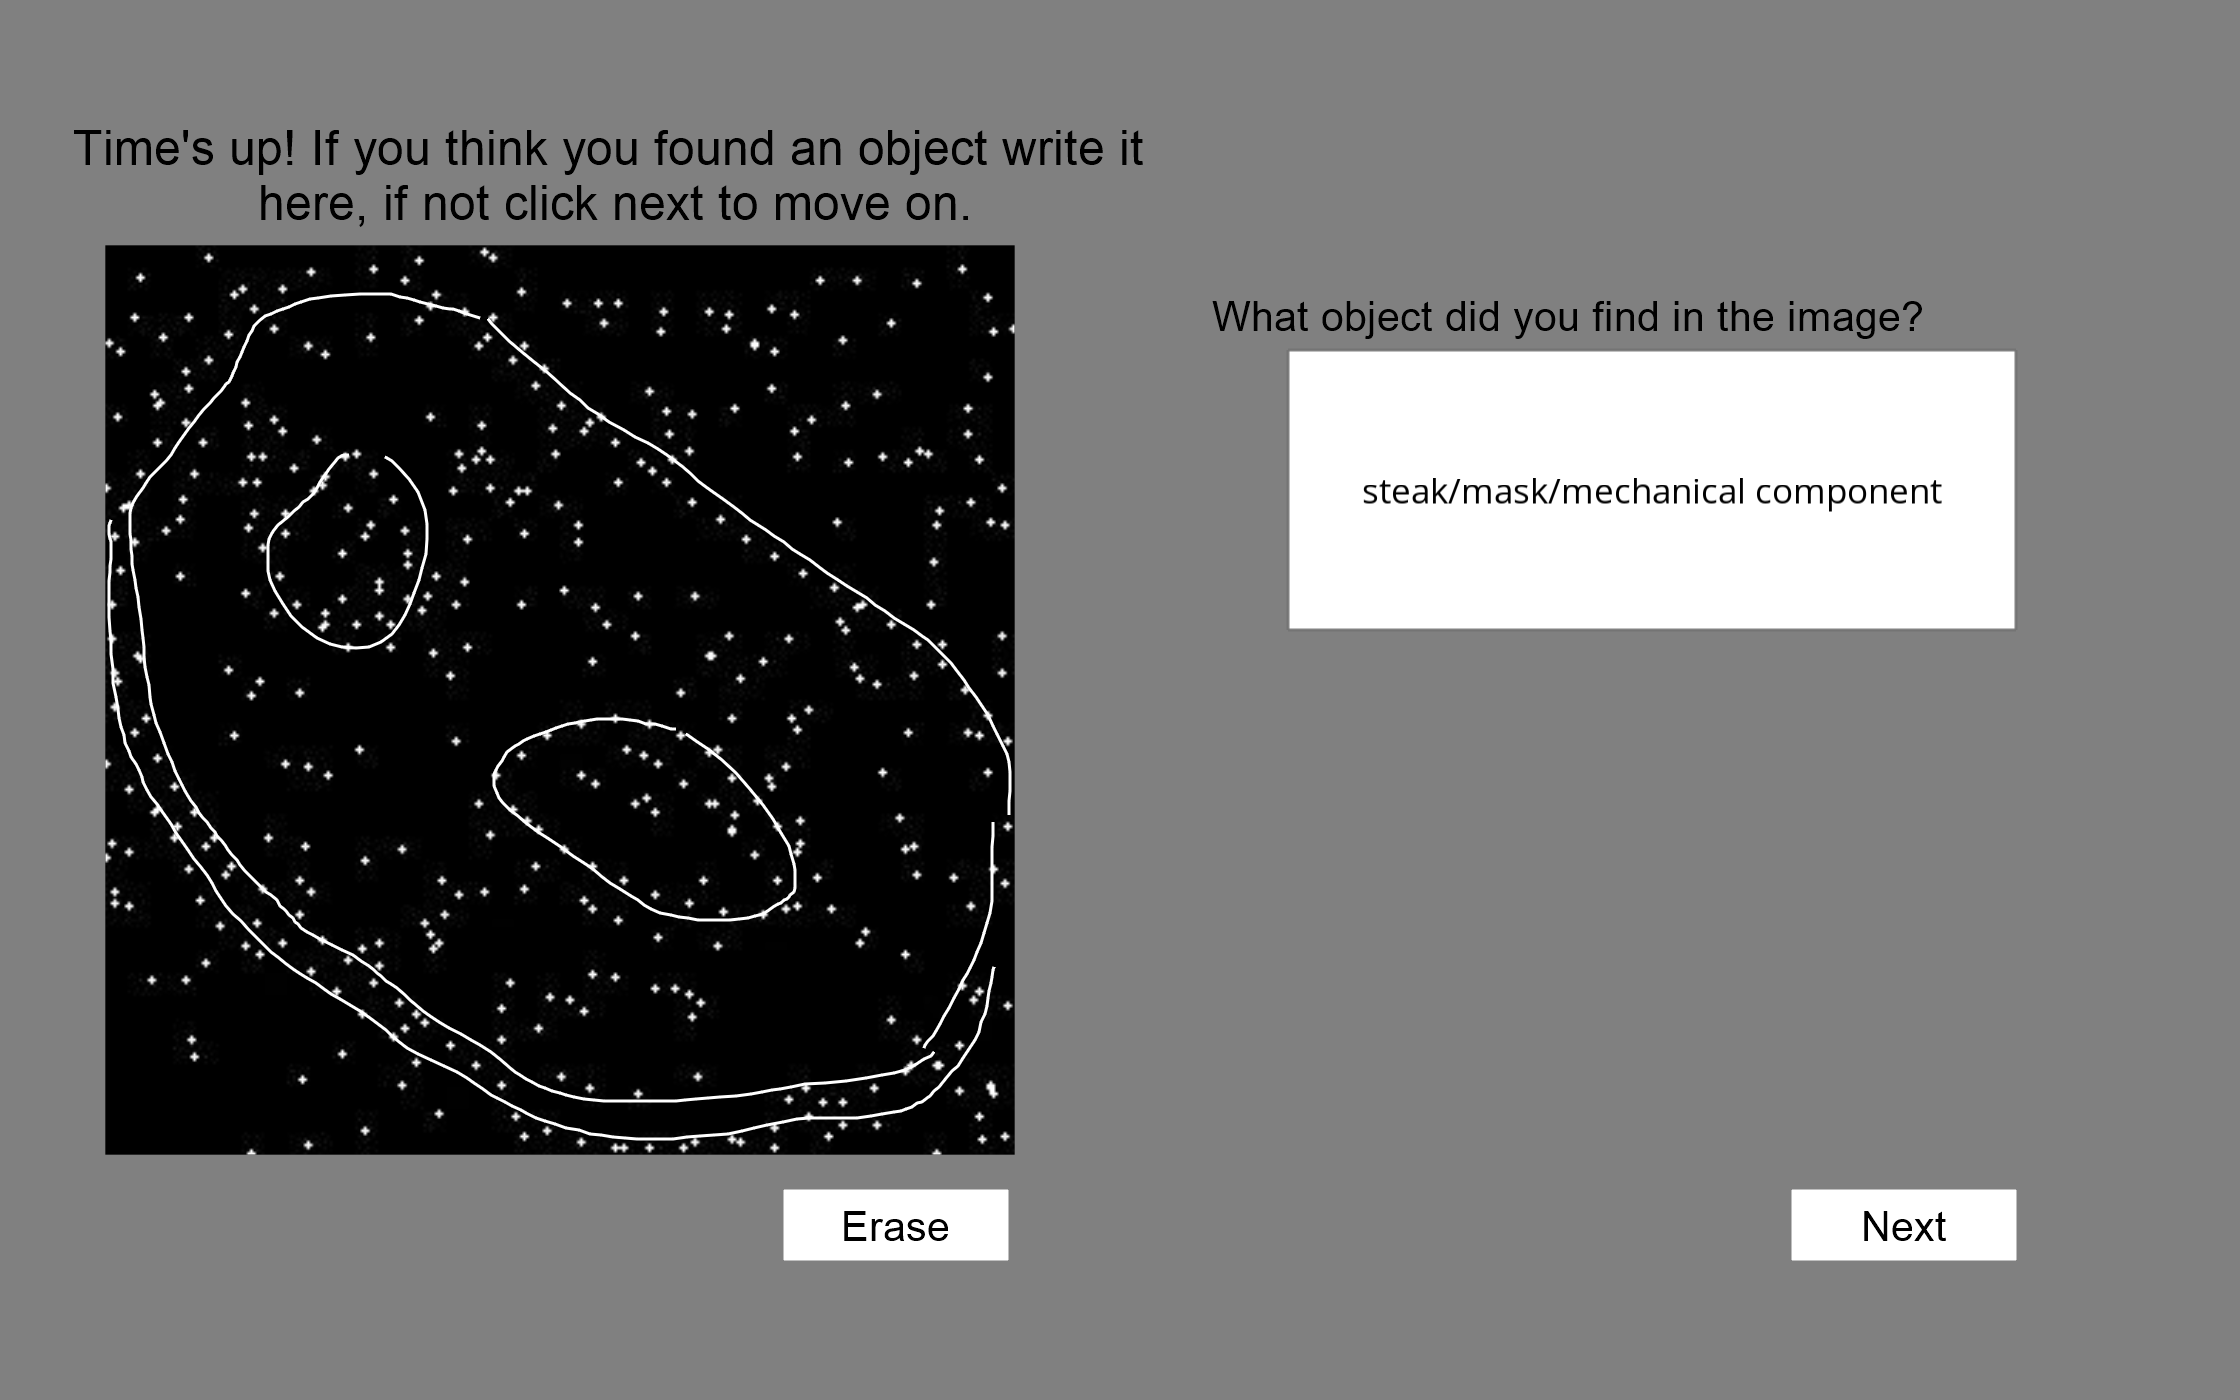 Time's up! If you think you found an object write it
here, if not click next to move on.
What object did you find in the image?
steak/mask/mechanical component
Erase
Next